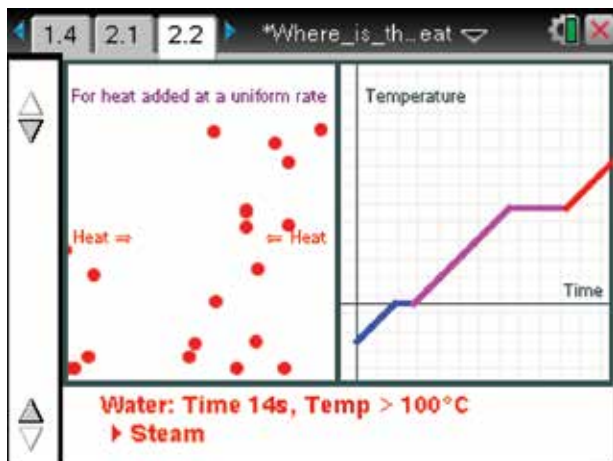 1.4 2.1 2.2 *Where_is_th...eat
For heat added at a uniform rate
Temperature
Heat ⇒ ⇐ Heat
Time
Water: Time 14s, Temp > 100°C
▸ Steam